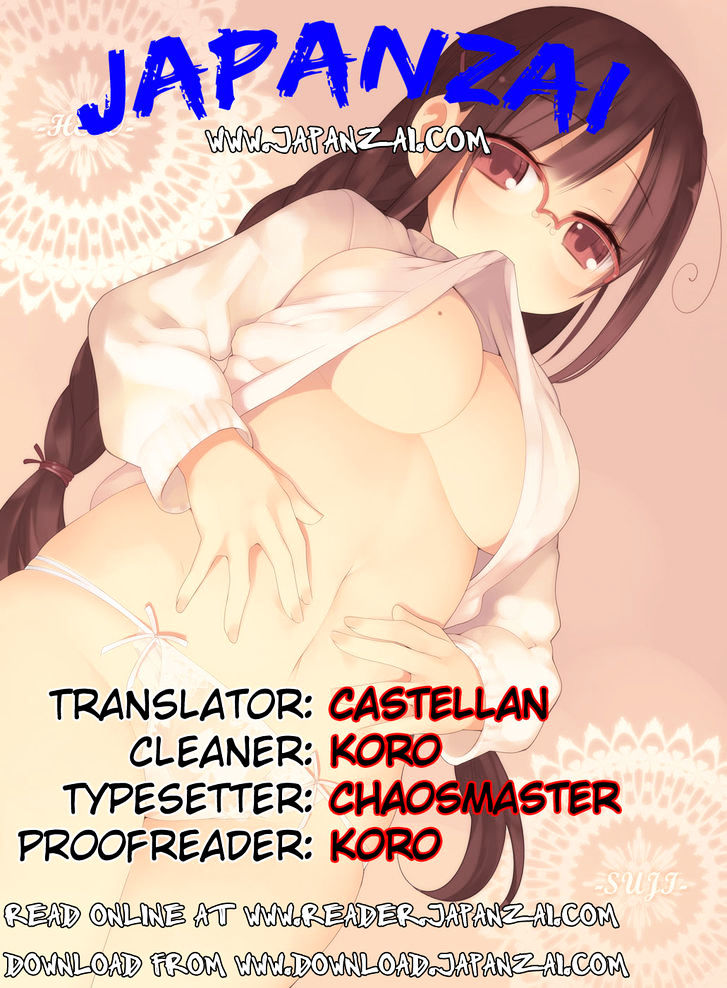 JAPANZAI
WWW.JAPANZAI.COM
TRANSLATOR: CASTELLAN
CLEANER: KORO
TYPESETTER: CHAOSMASTER
PROOFREADER: KORO
-SUJI-
READ ONLINE AT WWW.READER.JAPANZAI.COM
DOWNLOAD FROM WWW.DOWNLOAD.JAPANZAI.COM